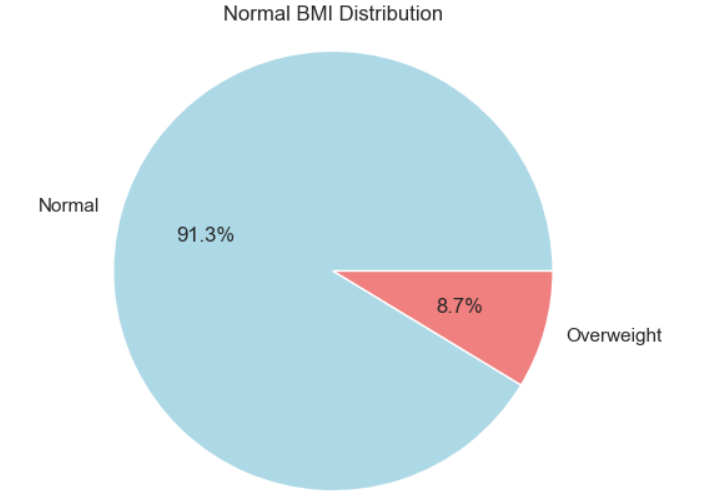 Normal BMI Distribution
Normal
91.3%
8.7%
Overweight